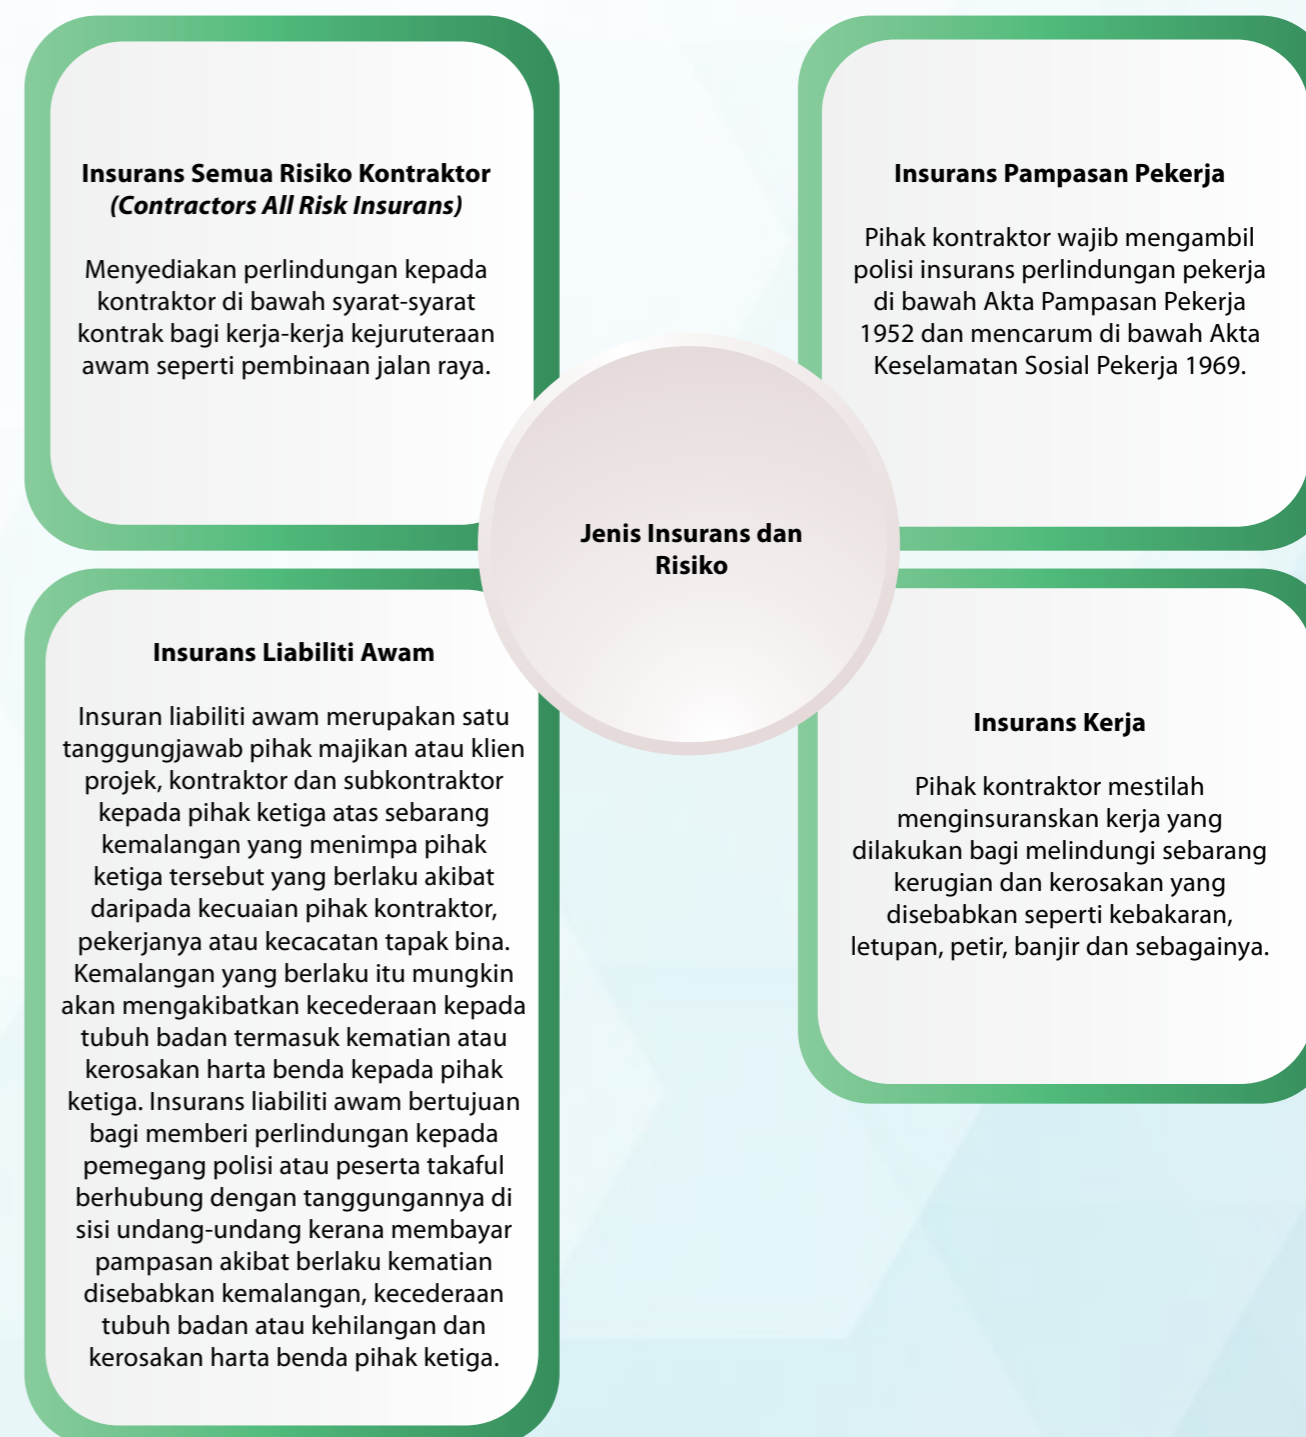 Insurans Semua Risiko Kontraktor
(Contractors All Risk Insurans)
Menyediakan perlindungan kepada
kontraktor di bawah syarat-syarat
kontrak bagi kerja-kerja kejuruteraan
awam seperti pembinaan jalan raya.
Insurans Pampasan Pekerja
Pihak kontraktor wajib mengambil
polisi insurans perlindungan pekerja
di bawah Akta Pampasan Pekerja
1952 dan mencarum di bawah Akta
Keselamatan Sosial Pekerja 1969.
Jenis Insurans dan
Risiko
Insurans Liabiliti Awam
Insuran liabiliti awam merupakan satu
tanggungjawab pihak majikan atau klien
projek, kontraktor dan subkontraktor
kepada pihak ketiga atas sebarang
kemalangan yang menimpa pihak
ketiga tersebut yang berlaku akibat
daripada kecuaian pihak kontraktor,
pekerjanya atau kecacatan tapak bina.
Kemalangan yang berlaku itu mungkin
akan mengakibatkan kecederaan kepada
tubuh badan termasuk kematian atau
kerosakan harta benda kepada pihak
ketiga. Insurans liabiliti awam bertujuan
bagi memberi perlindungan kepada
pemegang polisi atau peserta takaful
berhubung dengan tanggungannya di
sisi undang-undang kerana membayar
pampasan akibat berlaku kematian
disebabkan kemalangan, kecederaan
tubuh badan atau kehilangan dan
kerosakan harta benda pihak ketiga.
Insurans Kerja
Pihak kontraktor mestilah
menginsuranskan kerja yang
dilakukan bagi melindungi sebarang
kerugian dan kerosakan yang
disebabkan seperti kebakaran,
letupan, petir, banjir dan sebagainya.